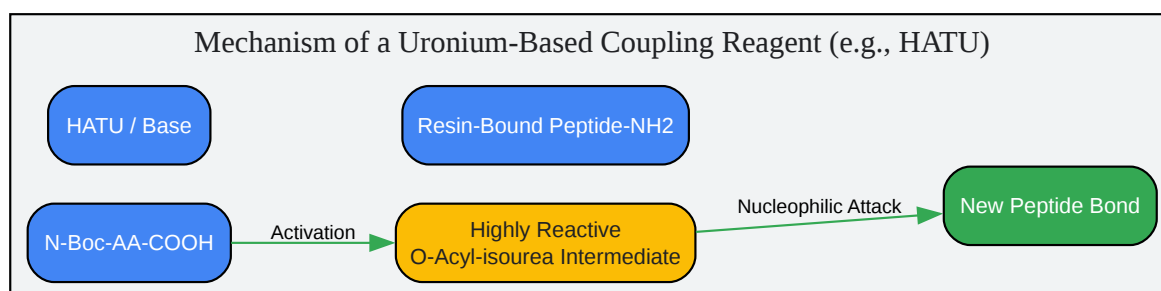 Mechanism of a Uronium-Based Coupling Reagent (e.g., HATU)
HATU / Base
Resin-Bound Peptide-NH2
N-Boc-AA-COOH
Activation
Highly Reactive
O-Acyl-isourea Intermediate
Nucleophilic Attack
New Peptide Bond